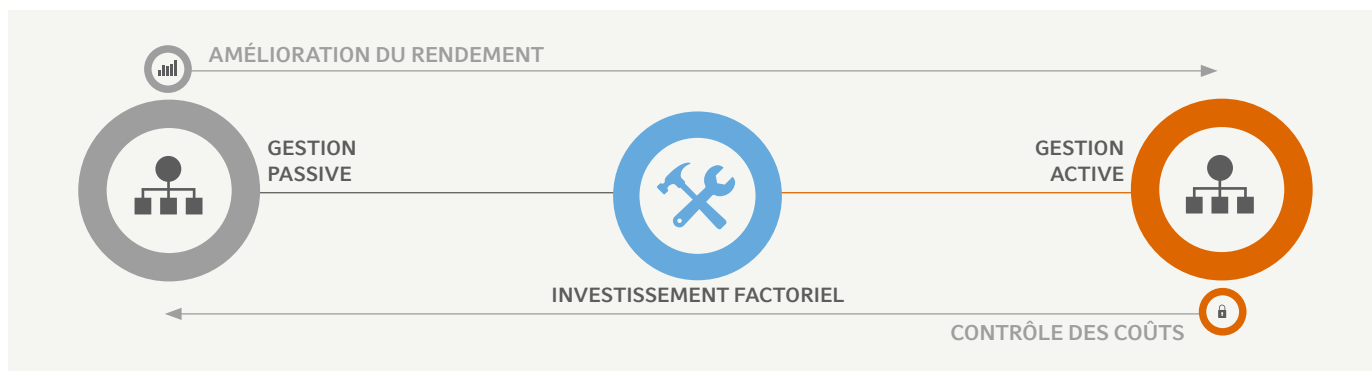 AMÉLIORATION DU RENDEMENT
GESTION
PASSIVE
GESTION
ACTIVE
INVESTISSEMENT FACTORIEL
CONTRÔLE DES COÛTS